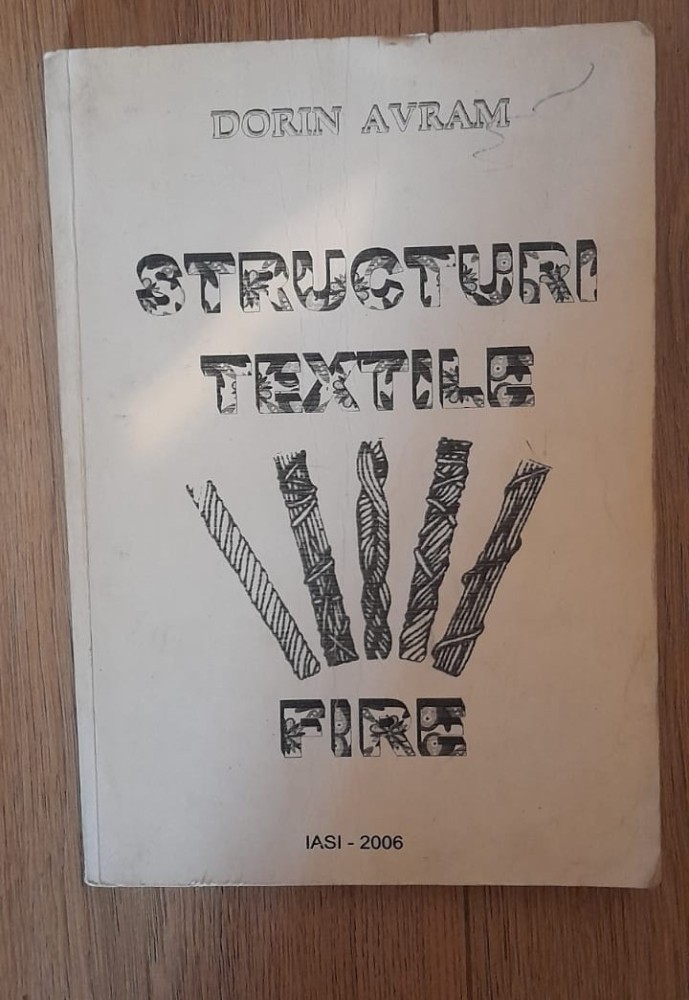 DORIN AVRAM
STRUCTURI
TEXTILE
FIRE
IASI - 2006